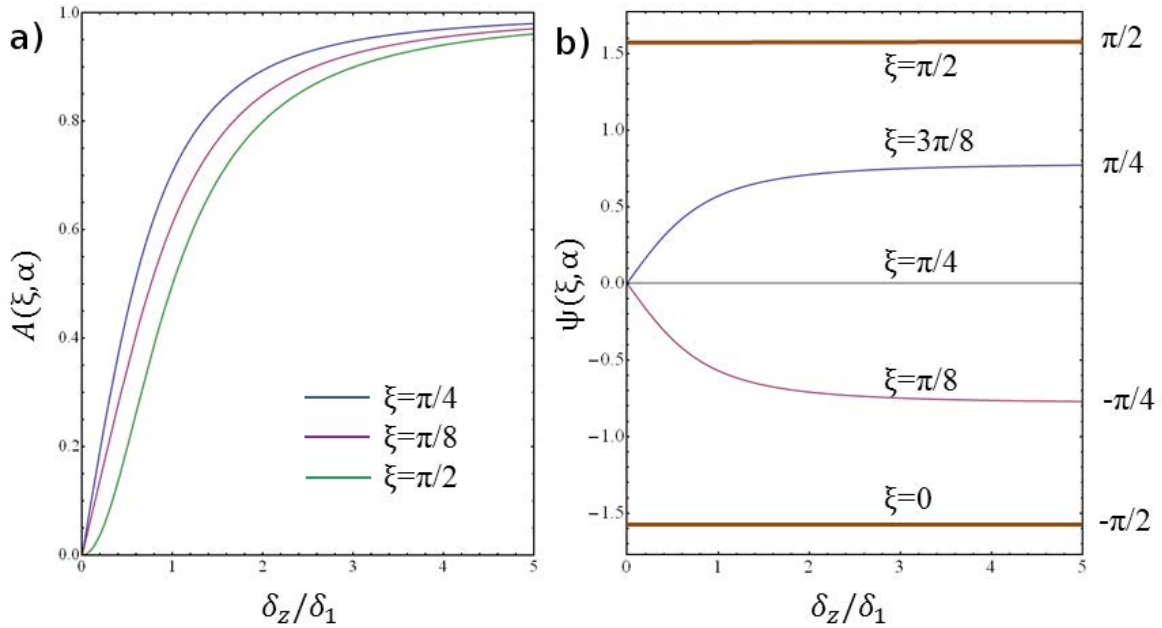 a)
1.0
0.8
0.6
0.4
0.2
0.0
A(ξ,α)
ξ=π/4
ξ=π/8
ξ=π/2
0 1 2 3 4 5
δz/δ1
b)
1.5
1.0
0.5
0.0
-0.5
-1.0
-1.5
ψ(ξ,α)
ξ=π/2
ξ=3π/8
ξ=π/4
ξ=π/8
ξ=0
π/2
π/4
-π/4
-π/2
0 1 2 3 4 5
δz/δ1